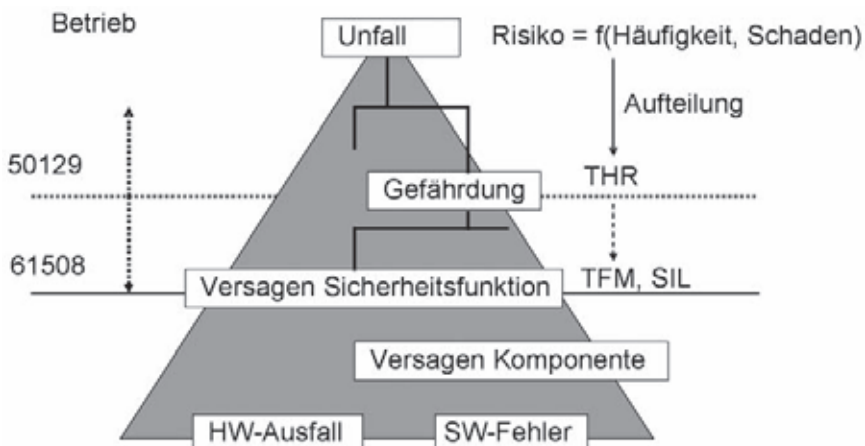 Betrieb
Unfall
Risiko = f(Häufigkeit, Schaden)
Aufteilung
50129
Gefährdung
THR
61508
Versagen Sicherheitsfunktion
TFM, SIL
Versagen Komponente
HW-Ausfall
SW-Fehler